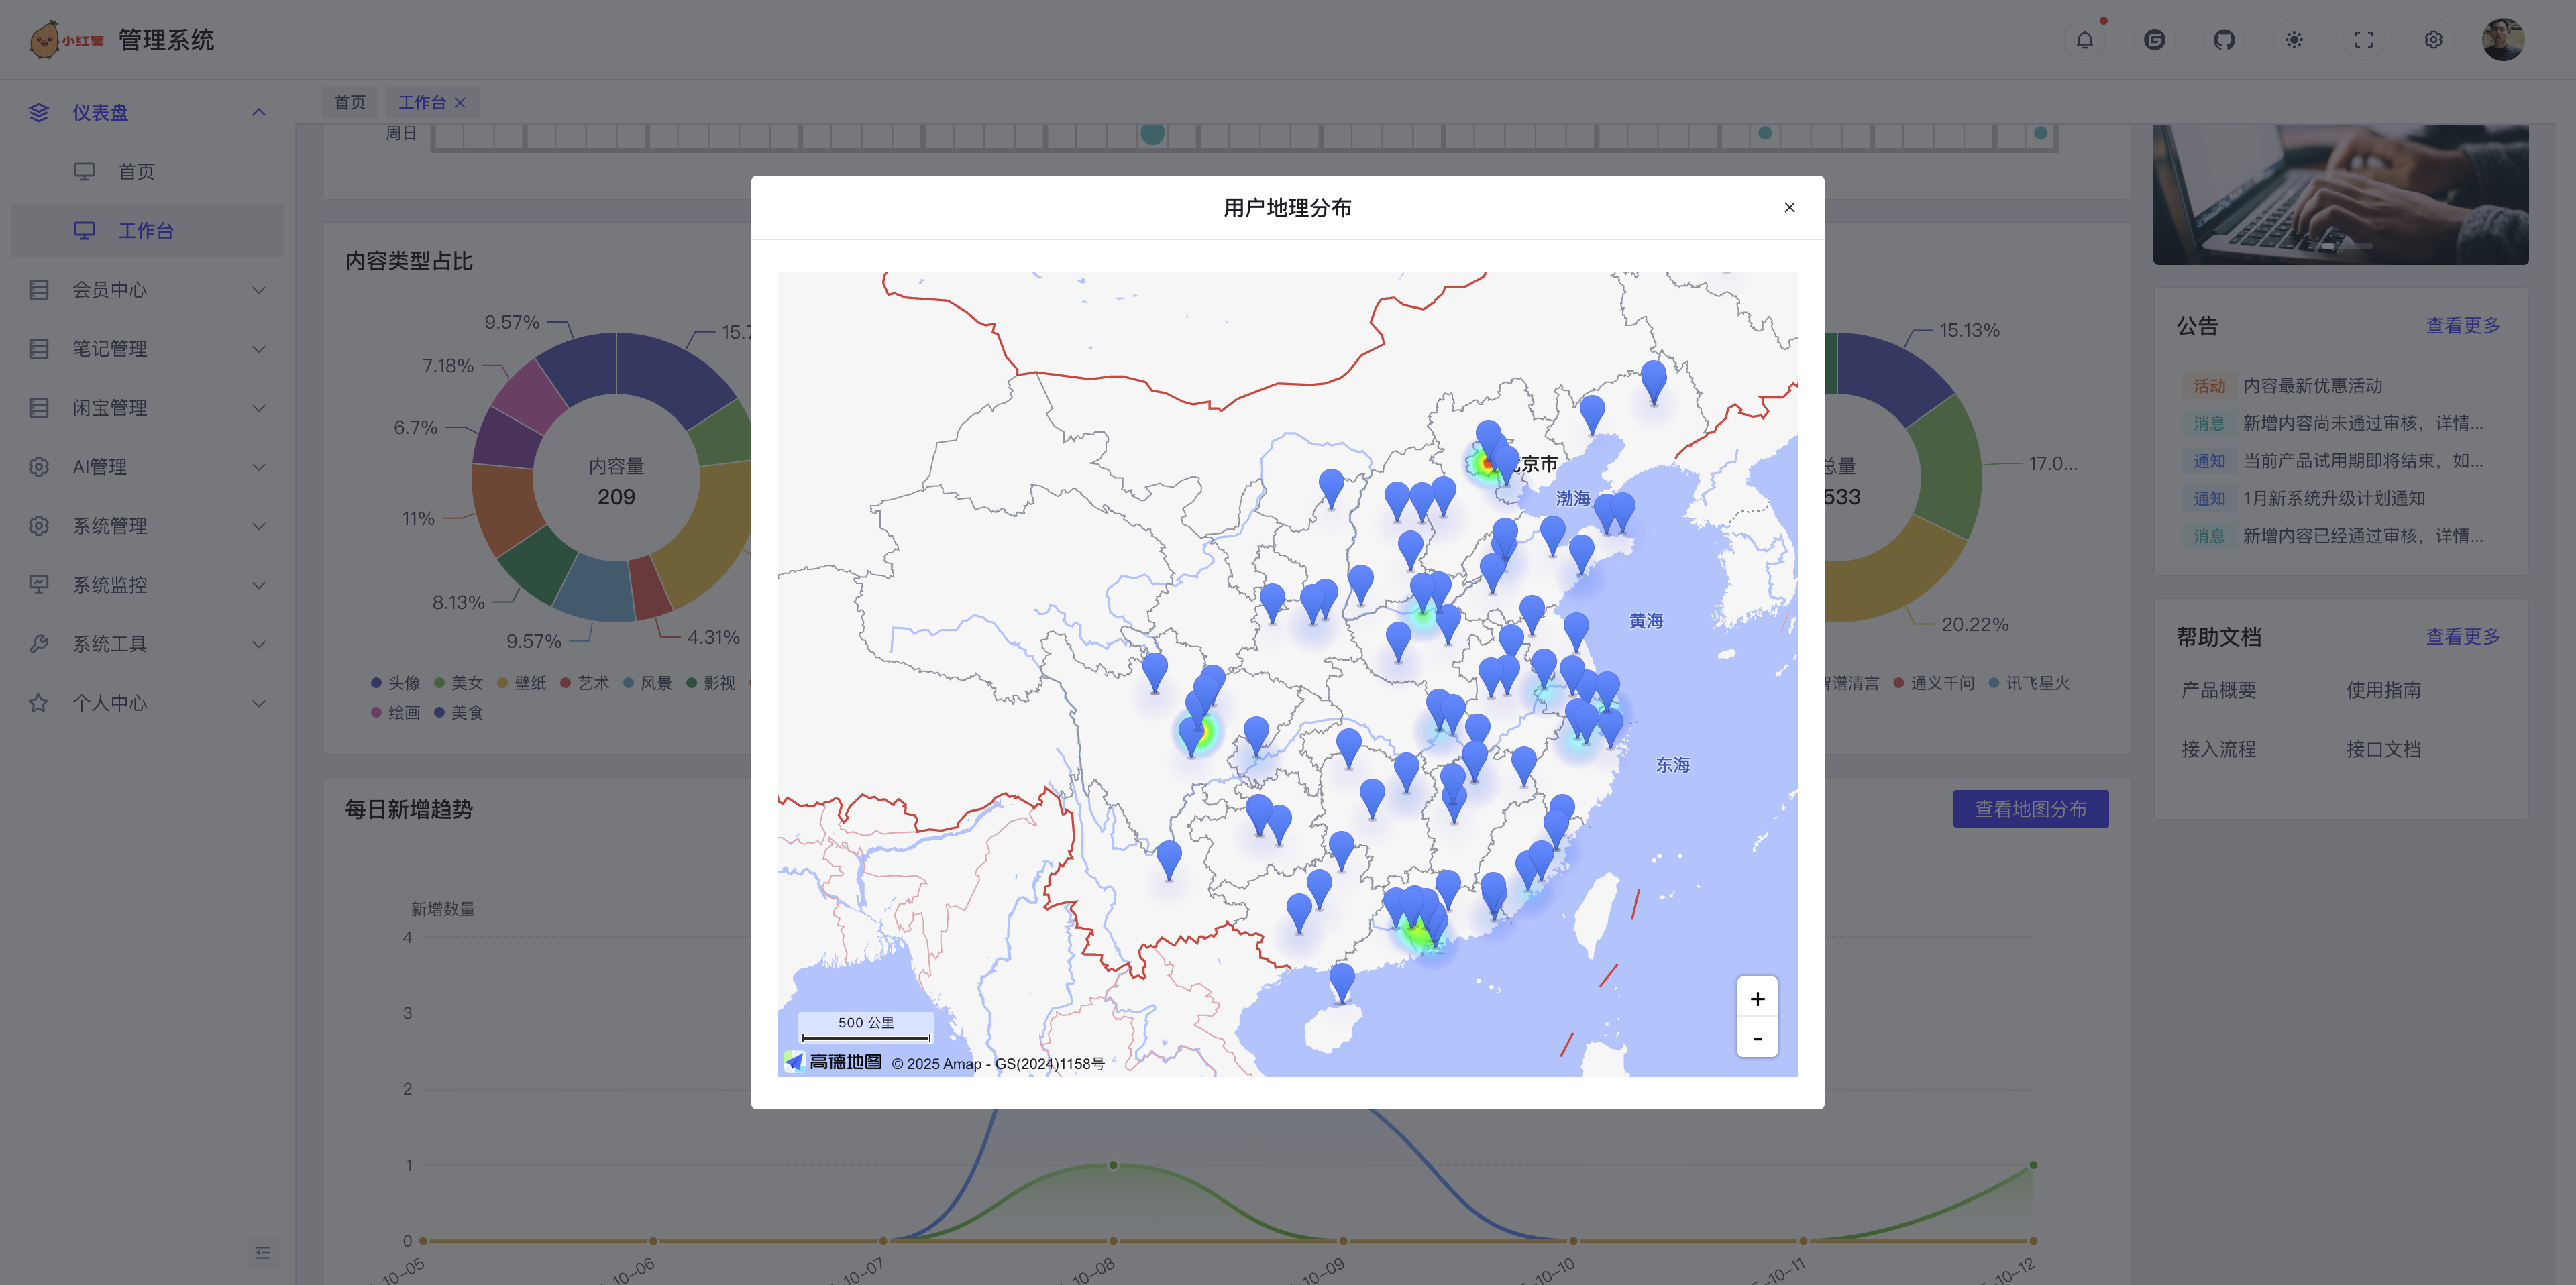 小红薯 管理系统
仪表盘
首页
工作台
会员中心
笔记管理
闲宝管理
AI管理
系统管理
系统监控
系统工具
个人中心
首页
工作台
周日
内容类型占比
9.57%
15.7
7.18%
6.7%
11%
8.13%
9.57%
4.31%
内容量
209
头像 美女 壁纸 艺术 风景 影视
绘画 美食
用户地理分布
京市
渤海
黄海
东海
500 公里
高德地图 © 2025 Amap - GS(2024)1158号
+
-
15.13%
17.0...
20.22%
总量
533
智谱清言 通义千问 讯飞星火
每日新增趋势
查看地图分布
新增数量
4
3
2
1
0
10-05
10-06
10-07
10-08
10-09
10-10
10-11
10-12
公告 查看更多
活动 内容最新优惠活动
消息 新增内容尚未通过审核，详情...
通知 当前产品试用期即将结束，如...
通知 1月新系统升级计划通知
消息 新增内容已经通过审核，详情...
帮助文档 查看更多
产品概要 使用指南
接入流程 接口文档